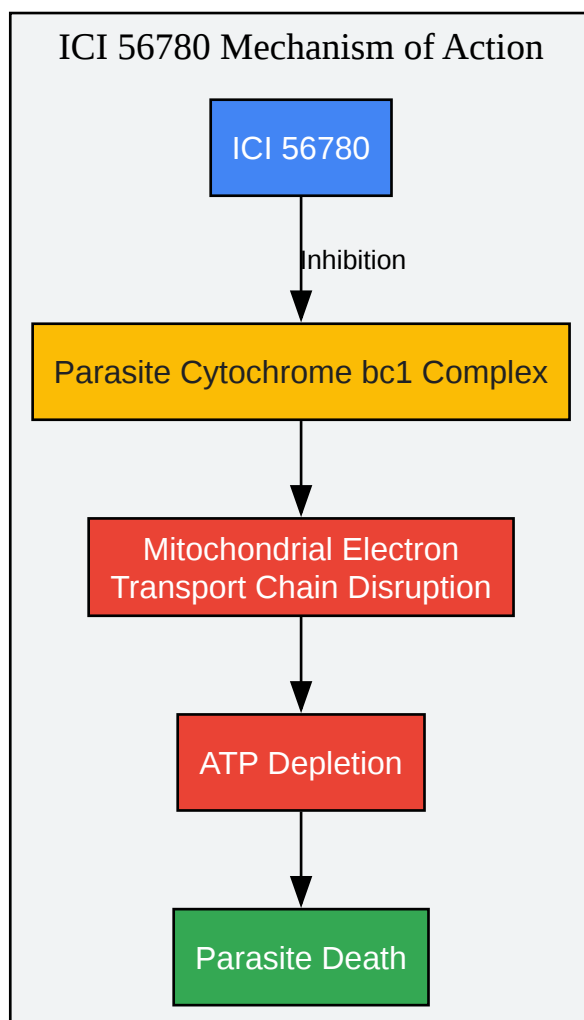 ICI 56780 Mechanism of Action
ICI 56780
Inhibition
Parasite Cytochrome bc1 Complex
Mitochondrial Electron
Transport Chain Disruption
ATP Depletion
Parasite Death